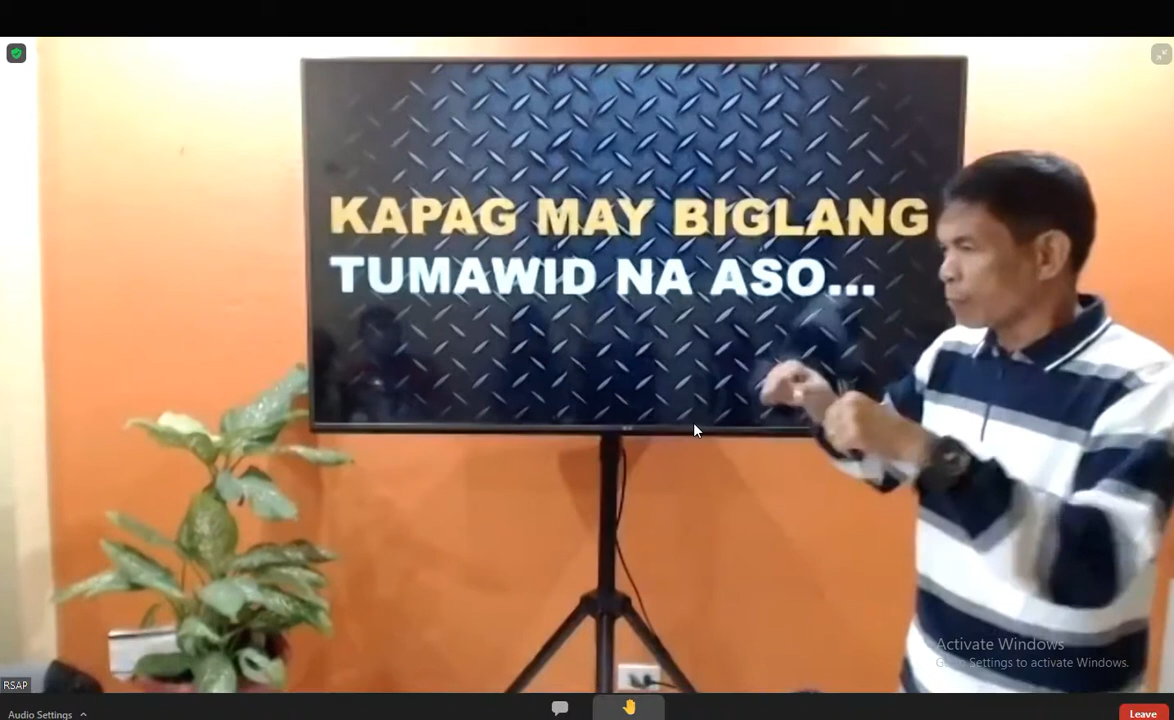 KAPAG MAY BIGLANG
TUMAWID NA ASO...
Activate Windows
Go to Settings to activate Windows.
RSAP
Audio Settings
Leave